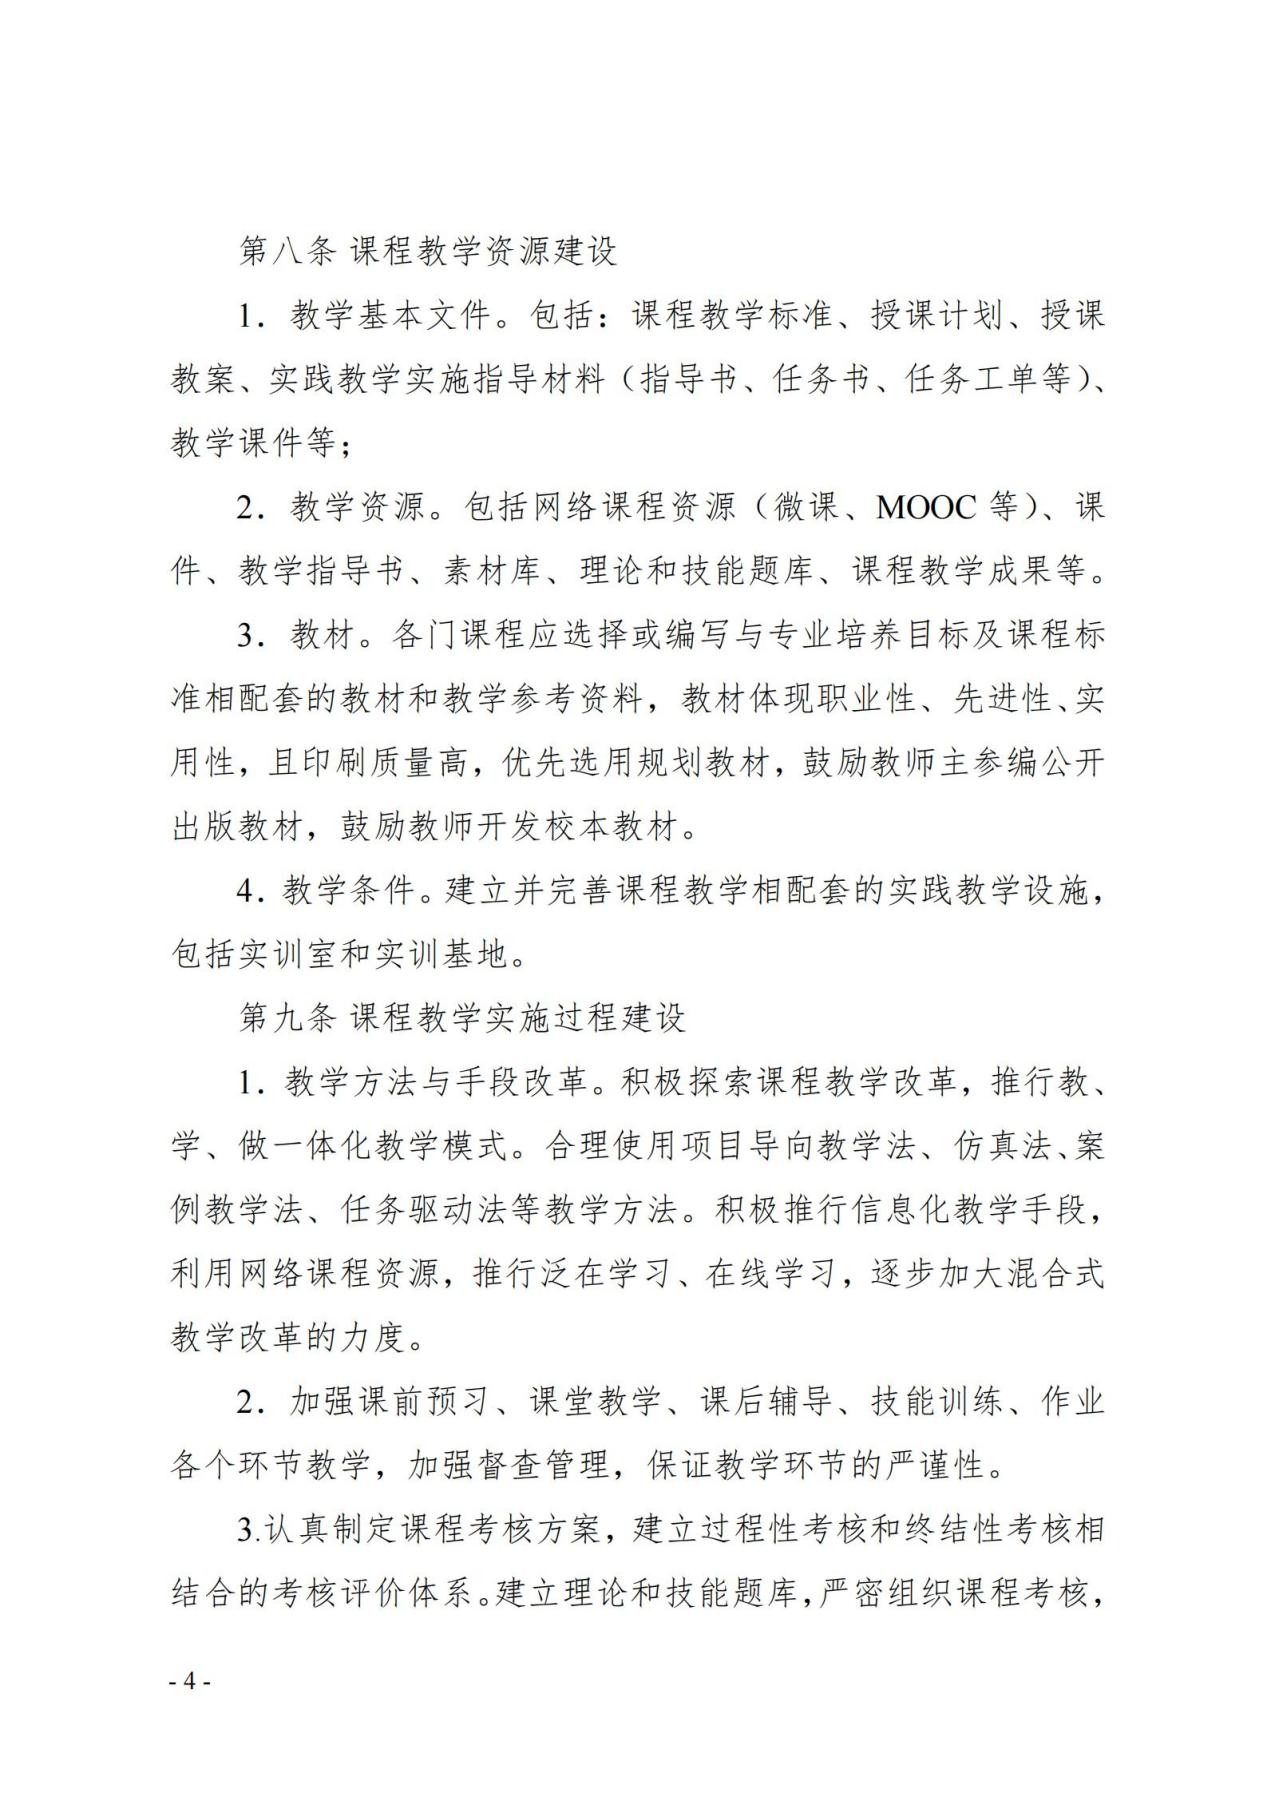 第八条 课程教学资源建设
1．教学基本文件。包括：课程教学标准、授课计划、授课
教案、实践教学实施指导材料（指导书、任务书、任务工单等）、
教学课件等；
2．教学资源。包括网络课程资源（微课、MOOC 等）、课
件、教学指导书、素材库、理论和技能题库、课程教学成果等。
3．教材。各门课程应选择或编写与专业培养目标及课程标
准相配套的教材和教学参考资料，教材体现职业性、先进性、实
用性，且印刷质量高，优先选用规划教材，鼓励教师主参编公开
出版教材，鼓励教师开发校本教材。
4．教学条件。建立并完善课程教学相配套的实践教学设施，
包括实训室和实训基地。
第九条 课程教学实施过程建设
1．教学方法与手段改革。积极探索课程教学改革，推行教、
学、做一体化教学模式。合理使用项目导向教学法、仿真法、案
例教学法、任务驱动法等教学方法。积极推行信息化教学手段，
利用网络课程资源，推行泛在学习、在线学习，逐步加大混合式
教学改革的力度。
2．加强课前预习、课堂教学、课后辅导、技能训练、作业
各个环节教学，加强督查管理，保证教学环节的严谨性。
3.认真制定课程考核方案，建立过程性考核和终结性考核相
结合的考核评价体系。建立理论和技能题库，严密组织课程考核，
- 4 -